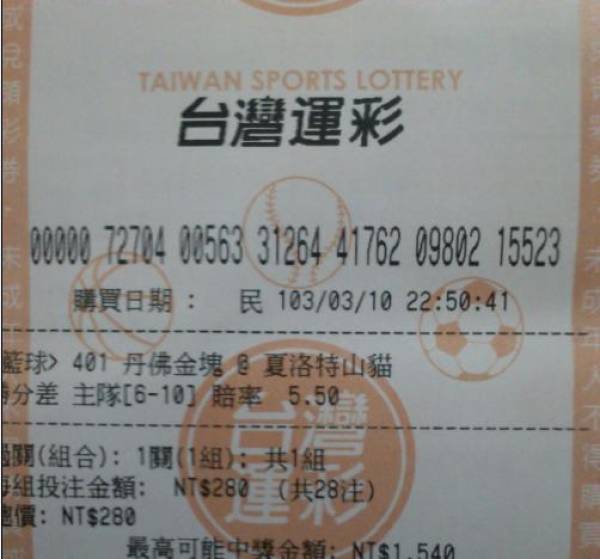 TAIWAN SPORTS LOTTERY
台灣運彩
00000 72704 00563 31264 41762 09802 15523
購買日期： 民 103/03/10 22:50:41
籃球> 401 丹佛金塊 @ 夏洛特山貓
勝分差 主隊[6-10] 賠率 5.50
過關(組合): 1關(1組): 共1組
每組投注金額: NT$280 (共28注)
總價: NT$280
最高可能中獎金額: NT$1,540
台灣
運彩